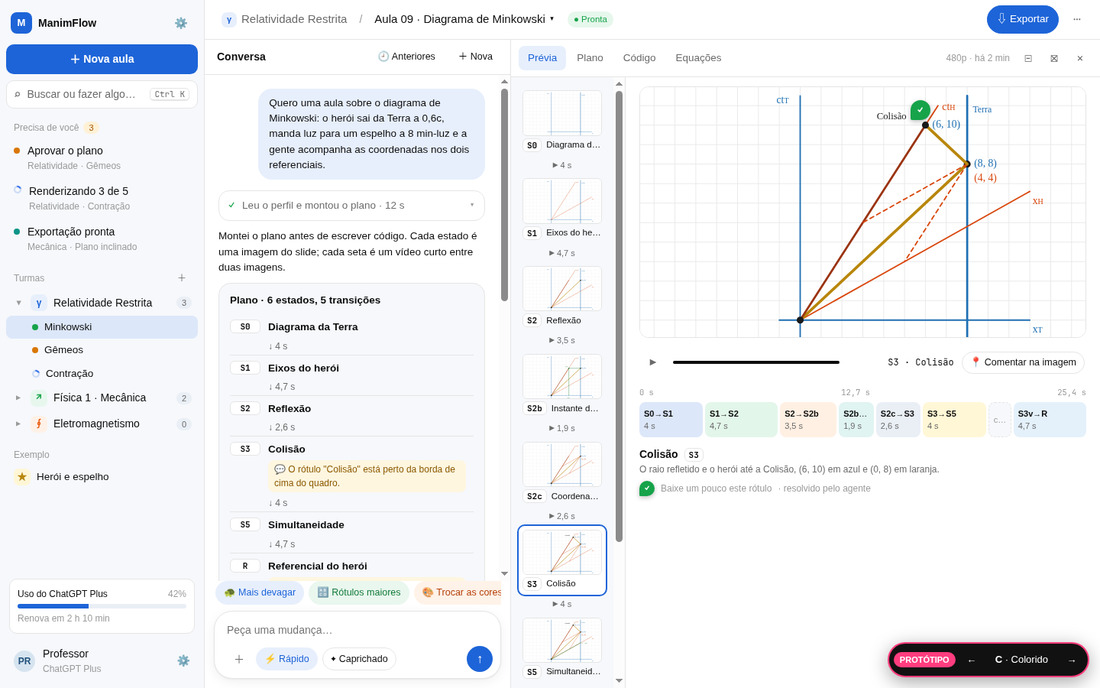 M ManimFlow
+ Nova aula
Buscar ou fazer algo… Ctrl K
Precisa de você 3
Aprovar o plano
Relatividade · Gêmeos
Renderizando 3 de 5
Relatividade · Contração
Exportação pronta
Mecânica · Plano inclinado
Turmas +
γ Relatividade Restrita 3
Minkowski
Gêmeos
Contração
Física 1 · Mecânica 2
Eletromagnetismo 0
Exemplo
Herói e espelho
Uso do ChatGPT Plus 42%
Renova em 2 h 10 min
PR Professor
ChatGPT Plus
γ Relatividade Restrita / Aula 09 · Diagrama de Minkowski Pronta
Exportar
Conversa Anteriores + Nova
Quero uma aula sobre o diagrama de
Minkowski: o herói sai da Terra a 0,6c,
manda luz para um espelho a 8 min-luz e a
gente acompanha as coordenadas nos dois
referenciais.
Leu o perfil e montou o plano · 12 s
Montei o plano antes de escrever código. Cada estado é
uma imagem do slide; cada seta é um vídeo curto entre
duas imagens.
Plano · 6 estados, 5 transições
S0 Diagrama da Terra
↓ 4 s
S1 Eixos do herói
↓ 4,7 s
S2 Reflexão
↓ 2,6 s
S3 Colisão
O rótulo "Colisão" está perto da borda de
cima do quadro.
↓ 4 s
S5 Simultaneidade
↓ 4,7 s
R Referencial do herói
Mais devagar Rótulos maiores Trocar as cores
Peça uma mudança…
+ Rápido Caprichado ↑
S0 Diagrama d…
4 s
S1 Eixos do he…
4,7 s
S2 Reflexão
3,5 s
S2b Instante d…
1,9 s
S2c Coordena…
2,6 s
S3 Colisão
4 s
S5 Simultaneid…
Prévia Plano Código Equações 480p · há 2 min
ctT
Colisão
ctH
Terra
(6, 10)
(8, 8)
(4, 4)
xH
xT
S3 · Colisão Comentar na imagem
0 s 12,7 s 25,4 s
S0→S1 S1→S2 S2→S2b S2b… S2c→S3 S3→S5 c… S3v→R
4 s 4,7 s 3,5 s 1,9 s 2,6 s 4 s 4,7 s
Colisão S3
O raio refletido e o herói até a Colisão, (6, 10) em azul e (0, 8) em laranja.
Baixe um pouco este rótulo · resolvido pelo agente
PROTÓTIPO ← C · Colorido →